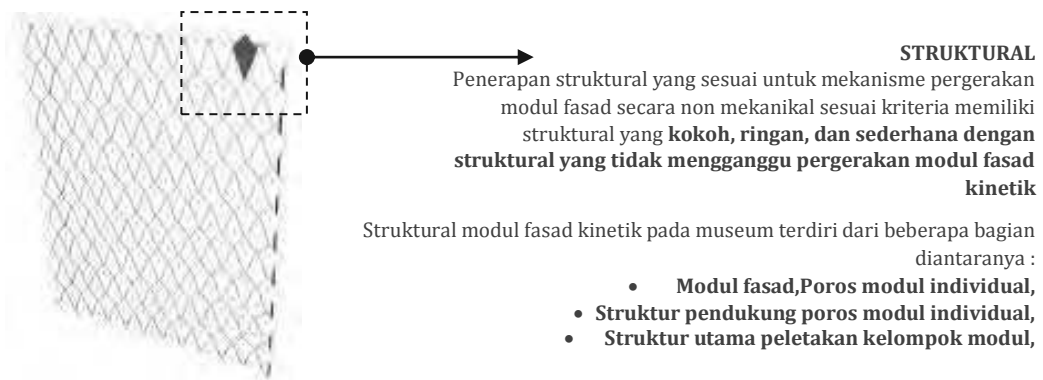 STRUKTURAL
Penerapan struktural yang sesuai untuk mekanisme pergerakan
modul fasad secara non mekanikal sesuai kriteria memiliki
struktural yang kokoh, ringan, dan sederhana dengan
struktural yang tidak mengganggu pergerakan modul fasad
kinetik
Struktural modul fasad kinetik pada museum terdiri dari beberapa bagian
diantaranya :
• Modul fasad,Poros modul individual,
• Struktur pendukung poros modul individual,
• Struktur utama peletakan kelompok modul,